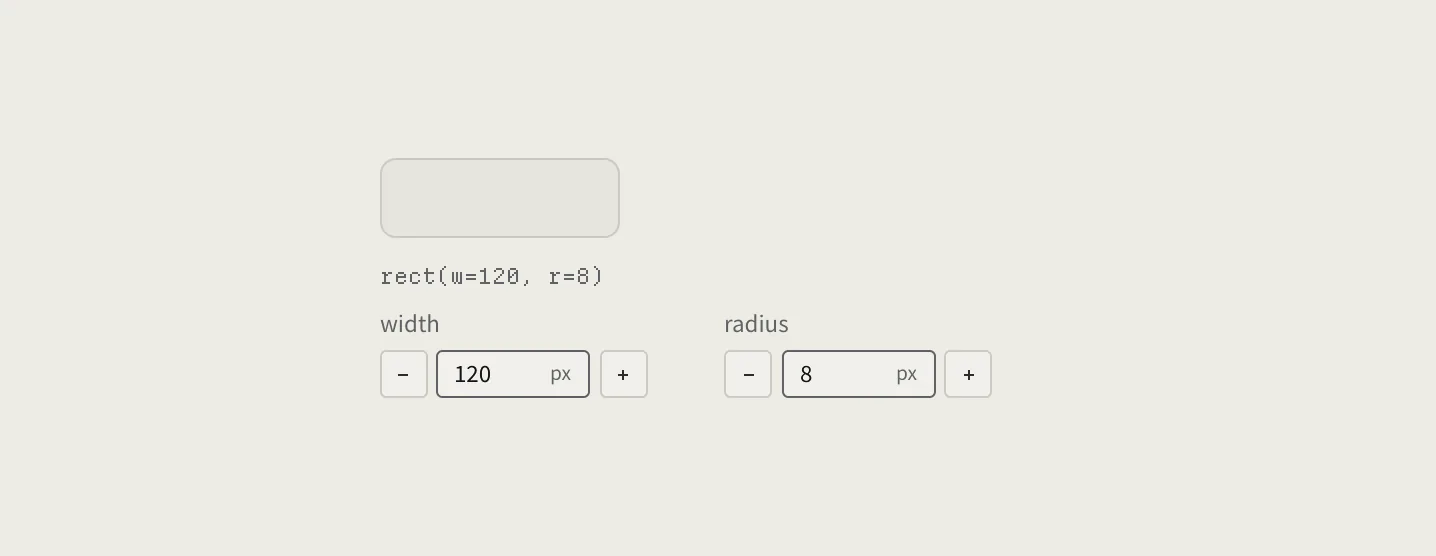 rect(w=120, r=8)
width radius
− 120 px + − 8 px +